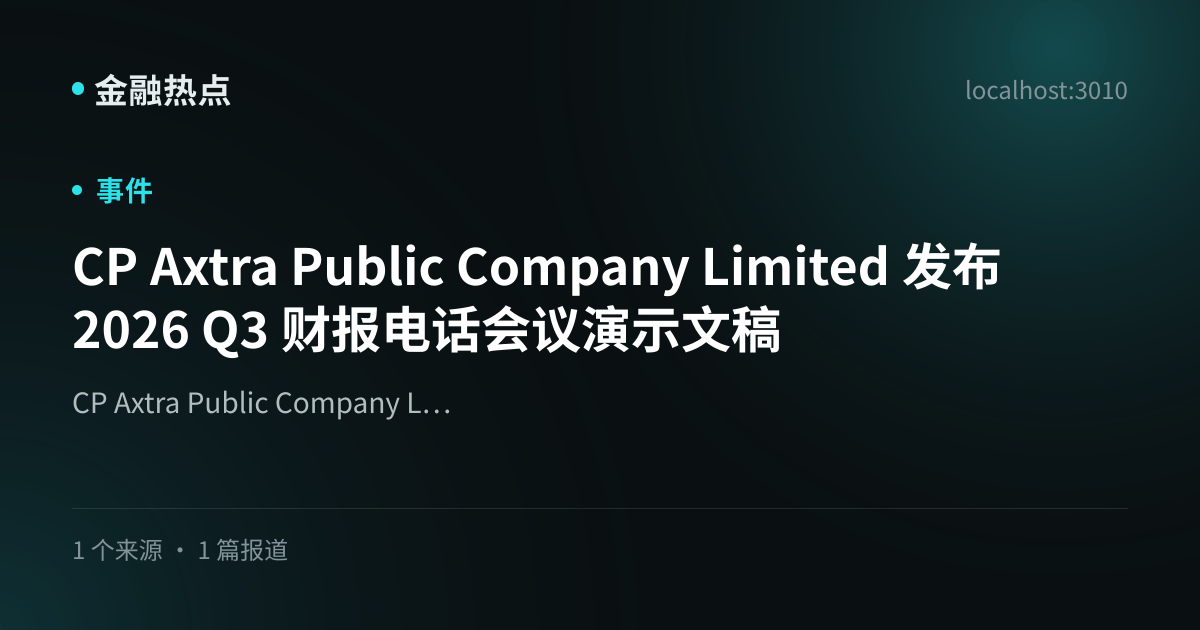 金融热点
localhost:3010
事件
CP Axtra Public Company Limited 发布
2026 Q3 财报电话会议演示文稿
CP Axtra Public Company L…
1 个来源 · 1 篇报道